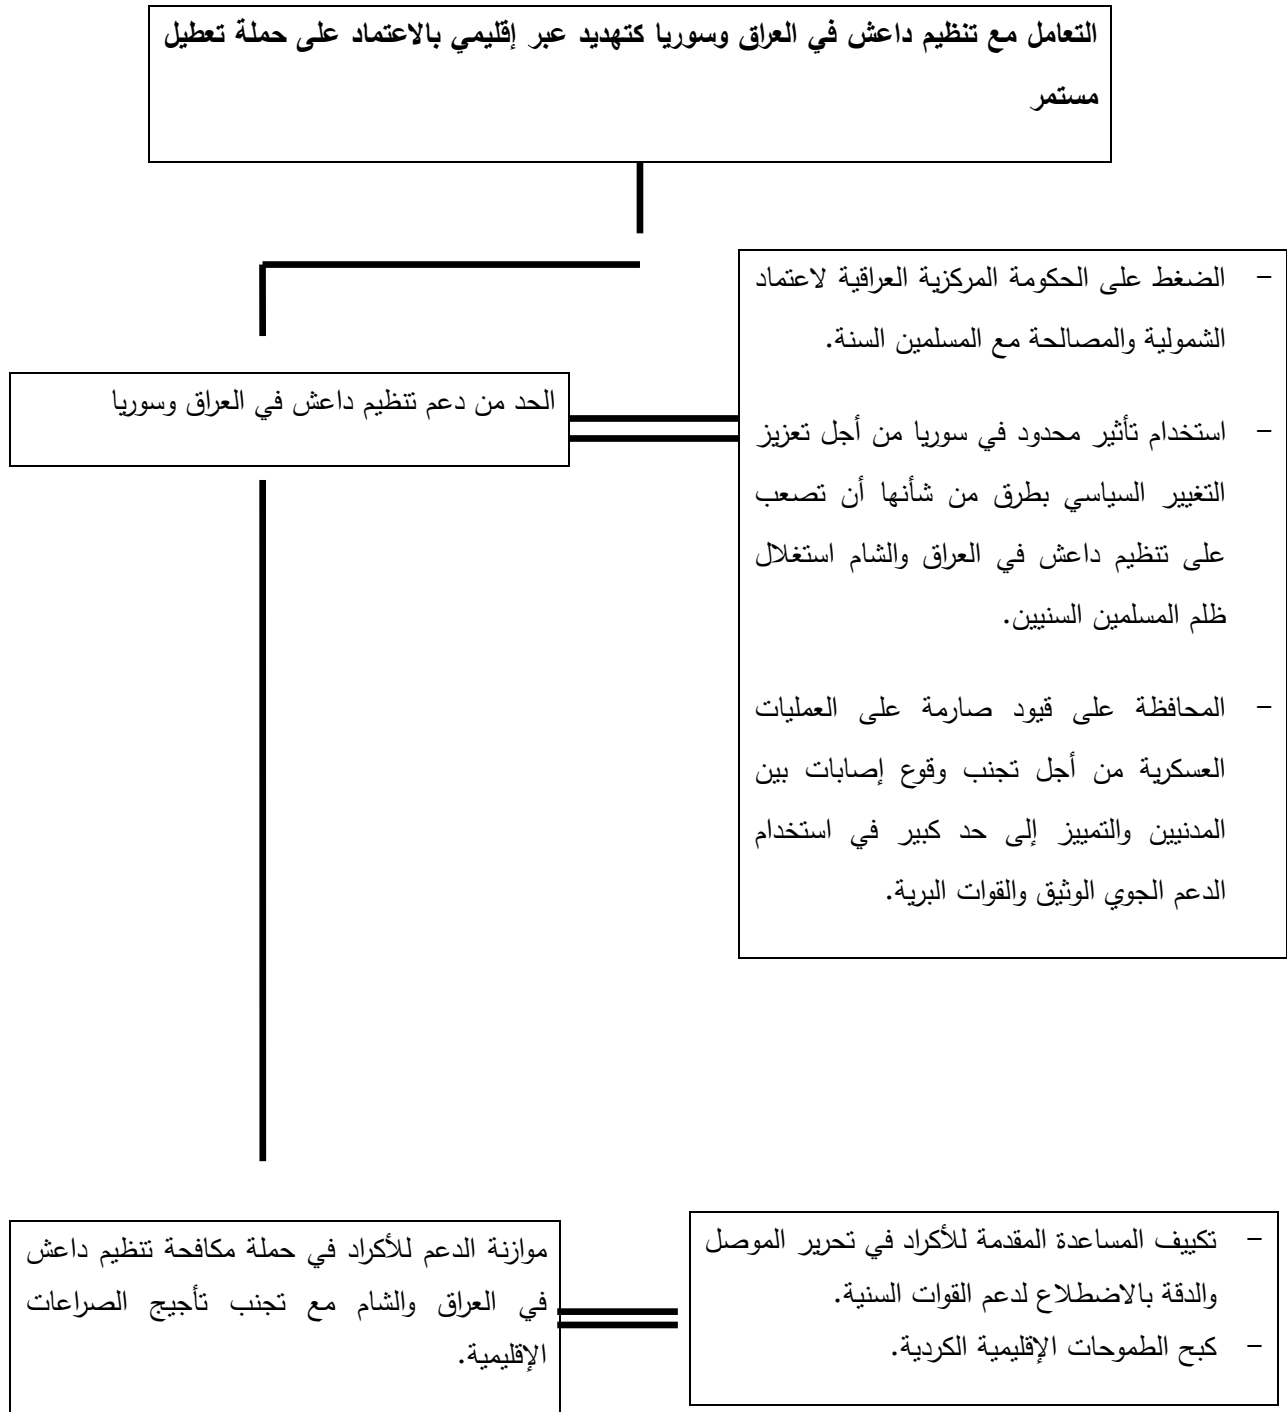 التعامل مع تنظيم داعش في العراق وسوريا كتهديد عبر إقليمي بالاعتماد على حملة تعطيل
مستمر
- الضغط على الحكومة المركزية العراقية لاعتماد
الشمولية والمصالحة مع المسلمين السنة.
- استخدام تأثير محدود في سوريا من أجل تعزيز
التغيير السياسي بطرق من شأنها أن تصعب
على تنظيم داعش في العراق والشام استغلال
ظلم المسلمين السنيين.
- المحافظة على قيود صارمة على العمليات
العسكرية من أجل تجنب وقوع إصابات بين
المدنيين والتمييز إلى حد كبير في استخدام
الدعم الجوي الوثيق والقوات البرية.
الحد من دعم تنظيم داعش في العراق وسوريا
- تكييف المساعدة المقدمة للأكراد في تحرير الموصل
والدقة بالاضطلاع لدعم القوات السنية.
- كبح الطموحات الإقليمية الكردية.
موازنة الدعم للأكراد في حملة مكافحة تنظيم داعش
في العراق والشام مع تجنب تأجيج الصراعات
الإقليمية.